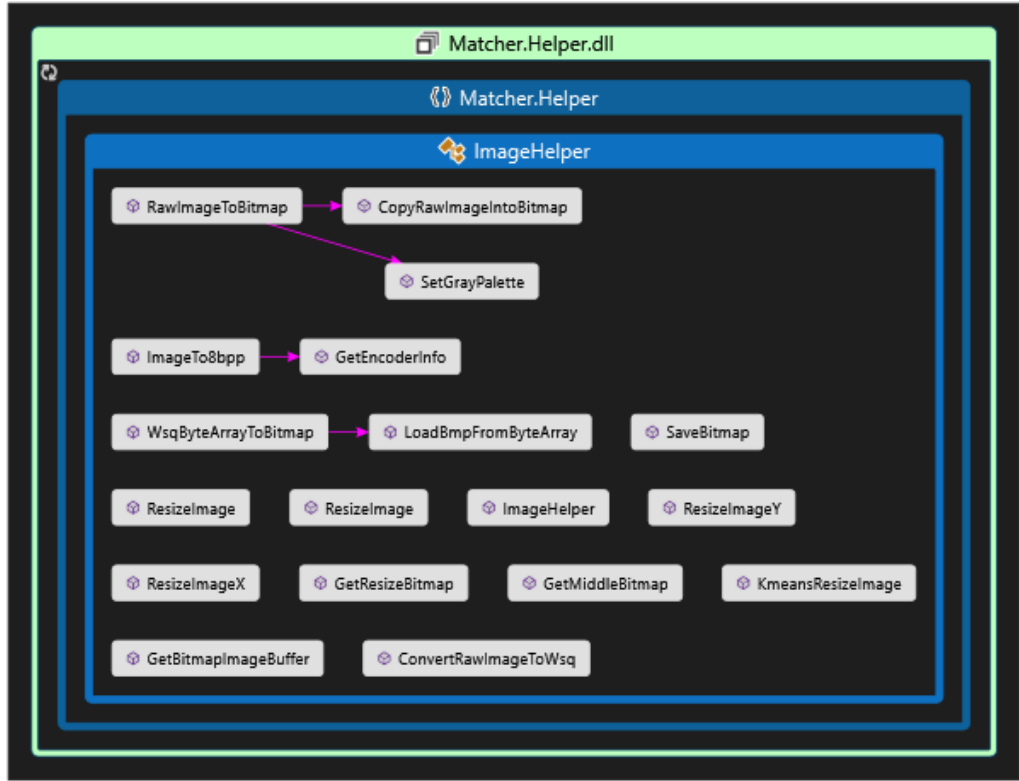 Matcher.Helper.dll
Matcher.Helper
ImageHelper
RawImageToBitmap CopyRawImageIntoBitmap
SetGrayPalette
ImageTo8bpp GetEncoderInfo
WsqByteArrayToBitmap LoadBmpFromByteArray SaveBitmap
ResizeImage ResizeImage ImageHelper ResizeImageY
ResizeImageX GetResizeBitmap GetMiddleBitmap KmeansResizeImage
GetBitmapImageBuffer ConvertRawImageToWsq